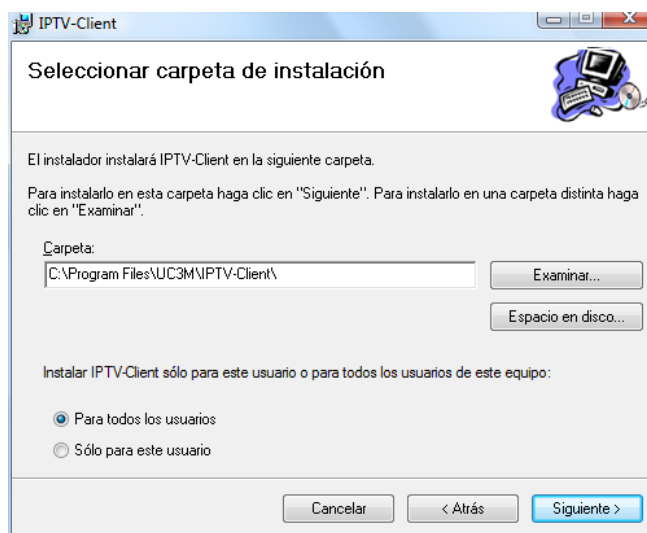 IPTV-Client
Seleccionar carpeta de instalación
El instalador instalará IPTV-Client en la siguiente carpeta.
Para instalarlo en esta carpeta haga clic en "Siguiente". Para instalarlo en una carpeta distinta haga
clic en "Examinar".
Carpeta:
C:\Program Files\UC3M\IPTV-Client\
Examinar...
Espacio en disco...
Instalar IPTV-Client sólo para este usuario o para todos los usuarios de este equipo:
Para todos los usuarios
Sólo para este usuario
Cancelar
< Atrás
Siguiente >